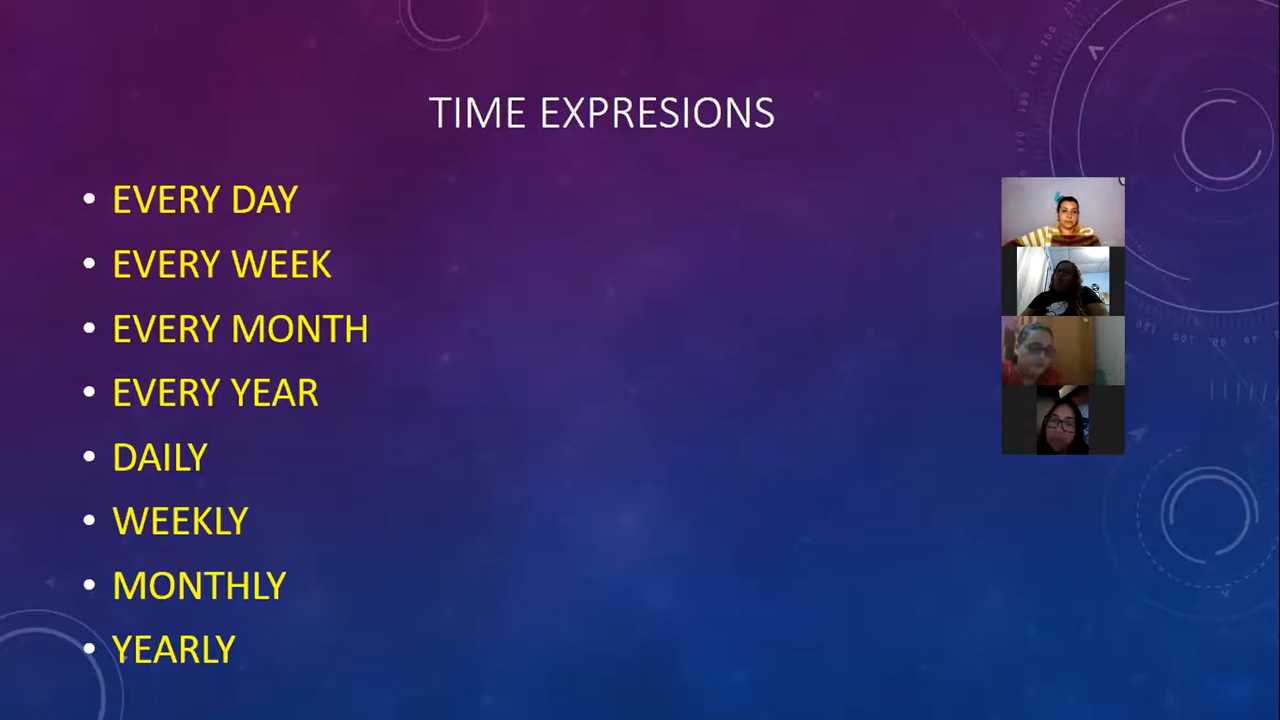 TIME EXPRESIONS
• EVERY DAY
• EVERY WEEK
• EVERY MONTH
• EVERY YEAR
• DAILY
• WEEKLY
• MONTHLY
• YEARLY